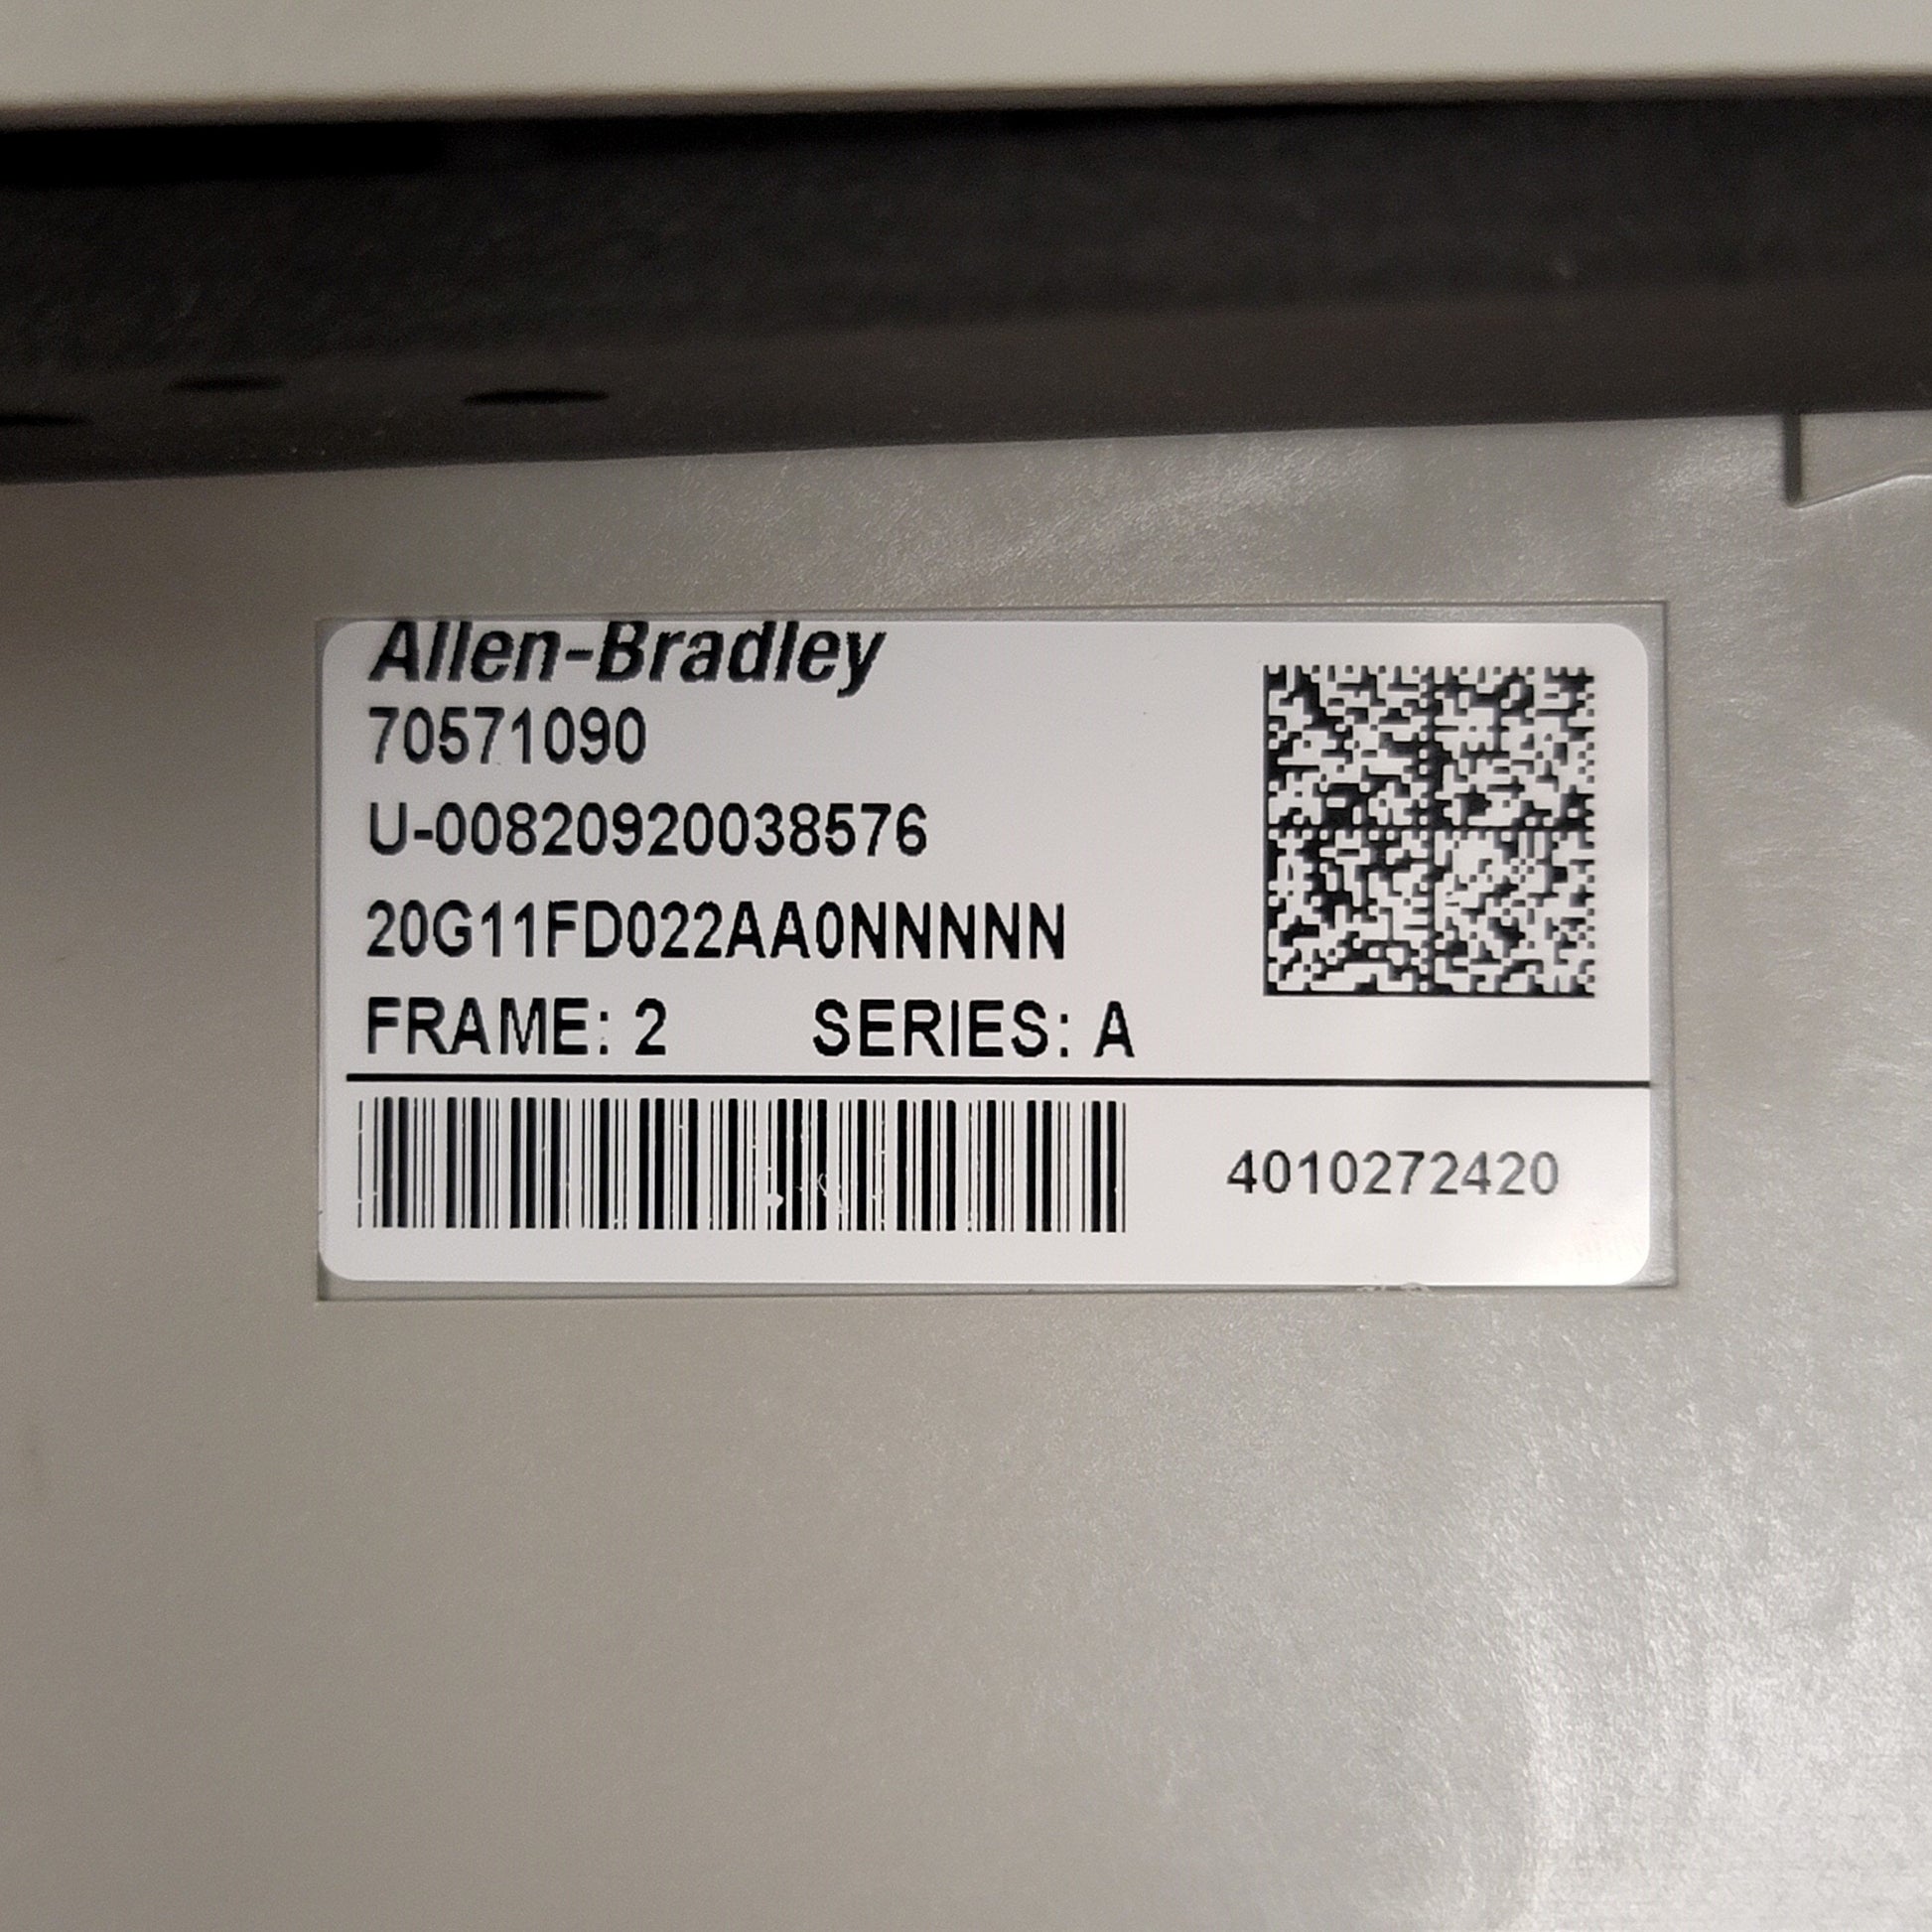 Allen-Bradley
70571090
U-00820920038576
20G11FD022AA0NNNNN
FRAME: 2 SERIES: A
4010272420